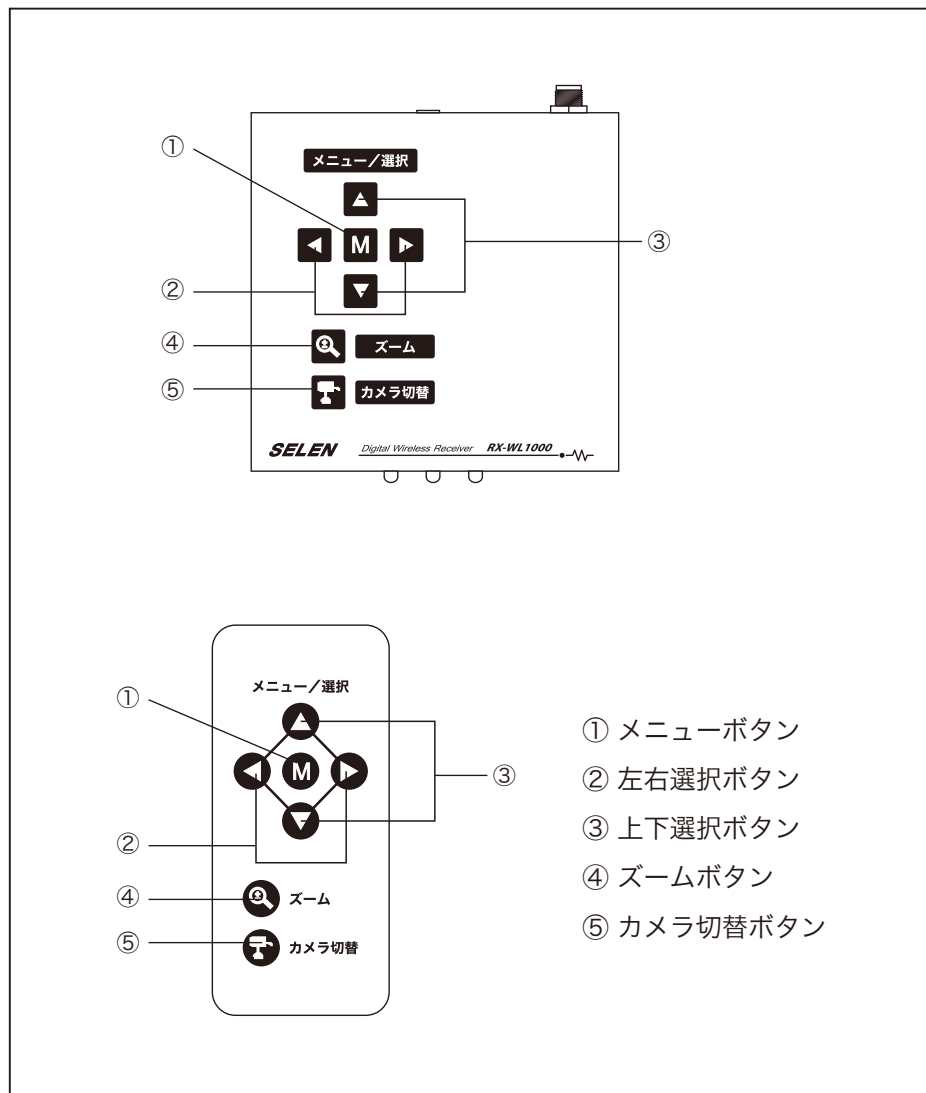 ①
メニュー／選択
M
③
②
④
ズーム
⑤
カメラ切替
SELEN Digital Wireless Receiver RX-WL1000
メニュー／選択
①
M
③
②
④
ズーム
⑤
カメラ切替
① メニューボタン
② 左右選択ボタン
③ 上下選択ボタン
④ ズームボタン
⑤ カメラ切替ボタン